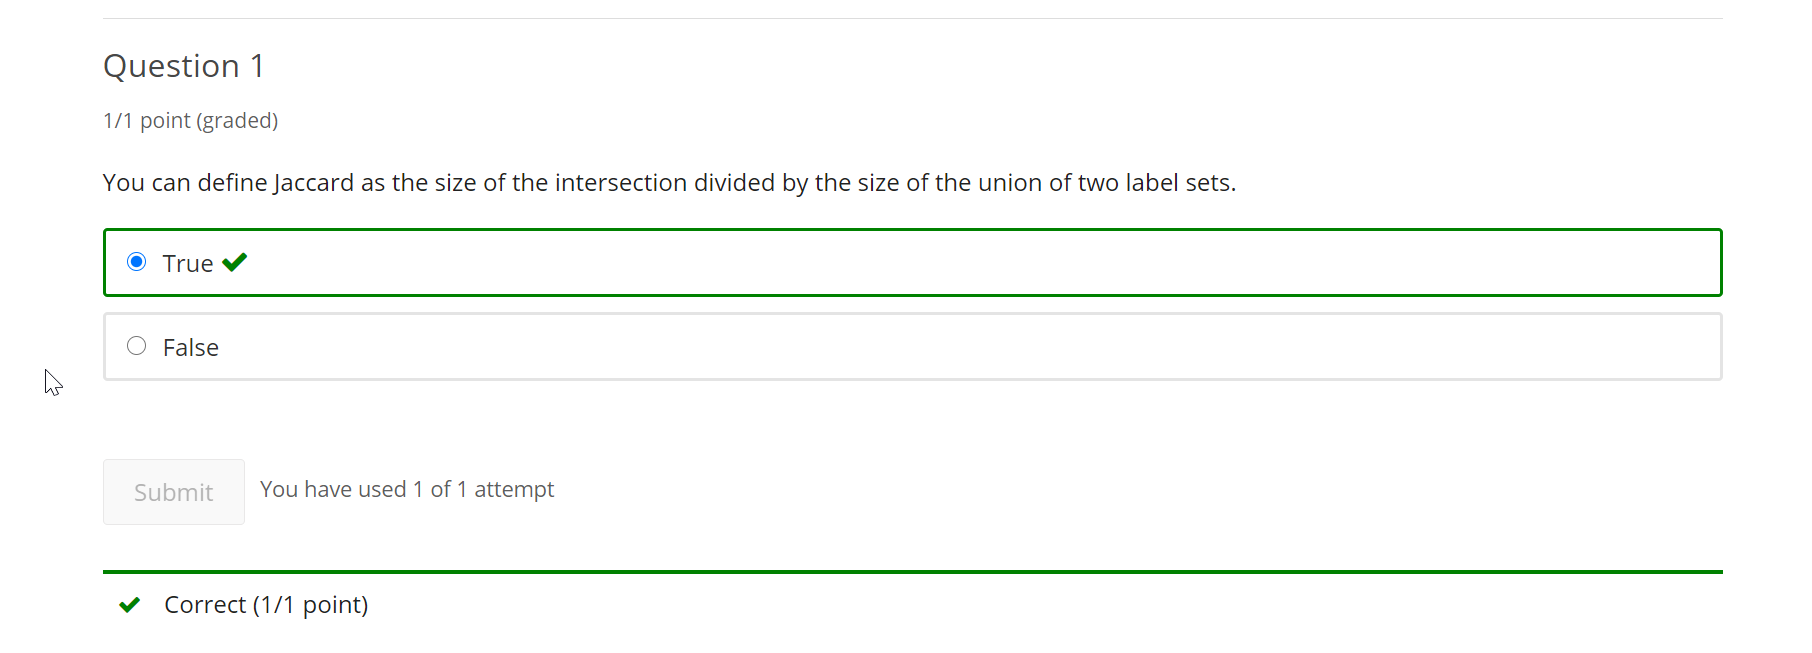 Question 1
1/1 point (graded)
You can define Jaccard as the size of the intersection divided by the size of the union of two label sets.
True
False
Submit
You have used 1 of 1 attempt
Correct (1/1 point)